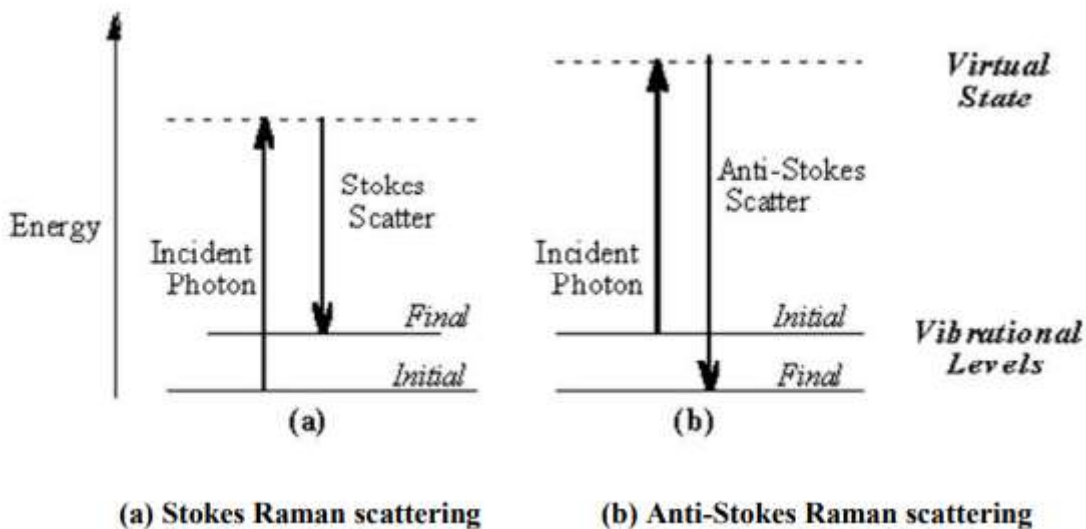 Energy
Incident
Photon
Stokes
Scatter
Final
Initial
(a)
Incident
Photon
Anti-Stokes
Scatter
Initial
Final
(b)
Virtual
State
Vibrational
Levels
(a) Stokes Raman scattering
(b) Anti-Stokes Raman scattering